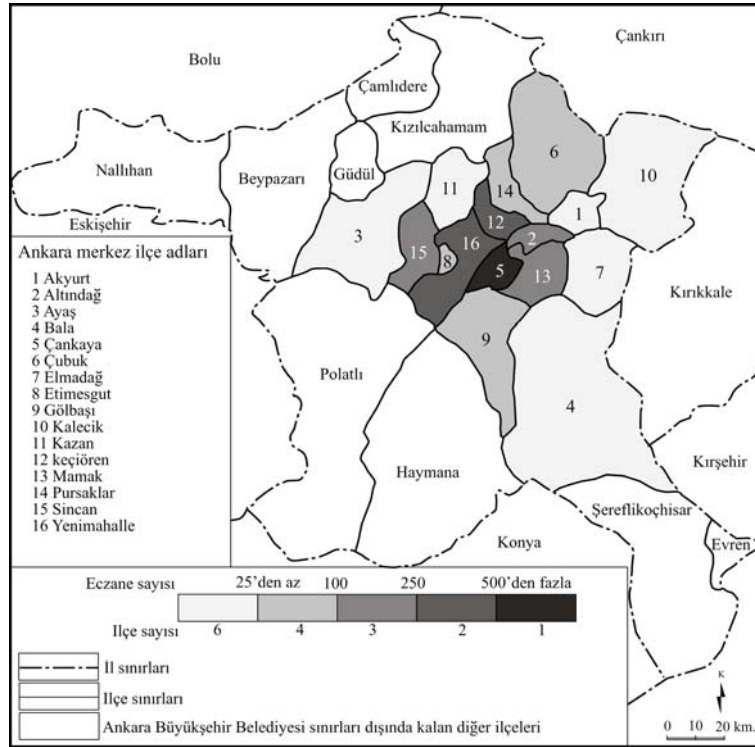 Çankırı
Bolu
Çamlıdere
Kızılcahamam
Nallıhan
Beypazarı
Güdül
Eskişehir
6
10
11
14
1
12
3
2
15
16
8
5
13
7
Kırıkkale
9
4
Polatlı
Haymana
Kırşehir
Şereflikoçhisar
Konya
Evren
Ankara merkez ilçe adları
1 Akyurt
2 Altındağ
3 Ayaş
4 Bala
5 Çankaya
6 Çubuk
7 Elmadağ
8 Etimesgut
9 Gölbaşı
10 Kalecik
11 Kazan
12 keçiören
13 Mamak
14 Pursaklar
15 Sincan
16 Yenimahalle
Eczane sayısı 25’den az 100 250 500’den fazla
İlçe sayısı 6 4 3 2 1
İl sınırları
İlçe sınırları
Ankara Büyükşehir Belediyesi sınırları dışında kalan diğer ilçeleri
K
0 10 20 km.